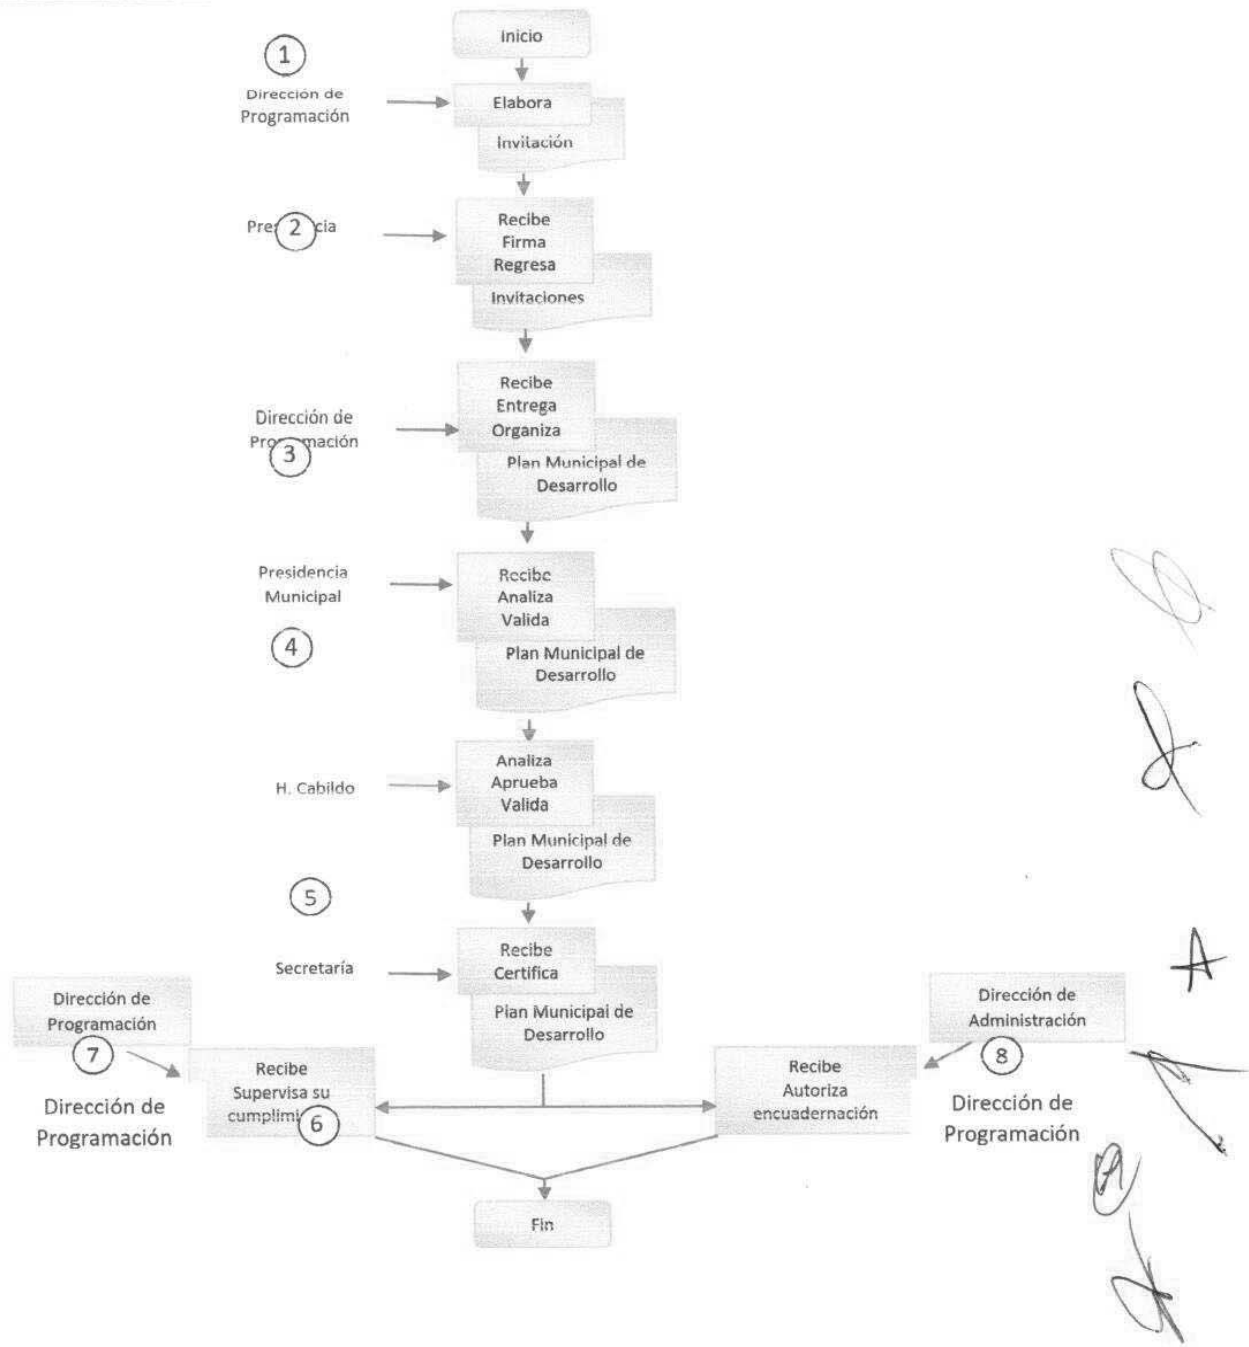 Inicio
1
Dirección de
Programación
Elabora
Invitación
2
Recibe
Firma
Regresa
Invitaciones
Recibe
Entrega
Organiza
Dirección de
3
Plan Municipal de
Desarrollo
Presidencia
Municipal
Recibe
Analiza
Valida
4
Plan Municipal de
Desarrollo
H. Cabildo
Analiza
Aprueba
Valida
Plan Municipal de
Desarrollo
5
Secretaría
Recibe
Certifica
Plan Municipal de
Desarrollo
Dirección de
Programación
7
Dirección de
Programación
Recibe
Supervisa su
6
Recibe
Autoriza
encuadernación
Dirección de
Administración
8
Dirección de
Programación
Fin